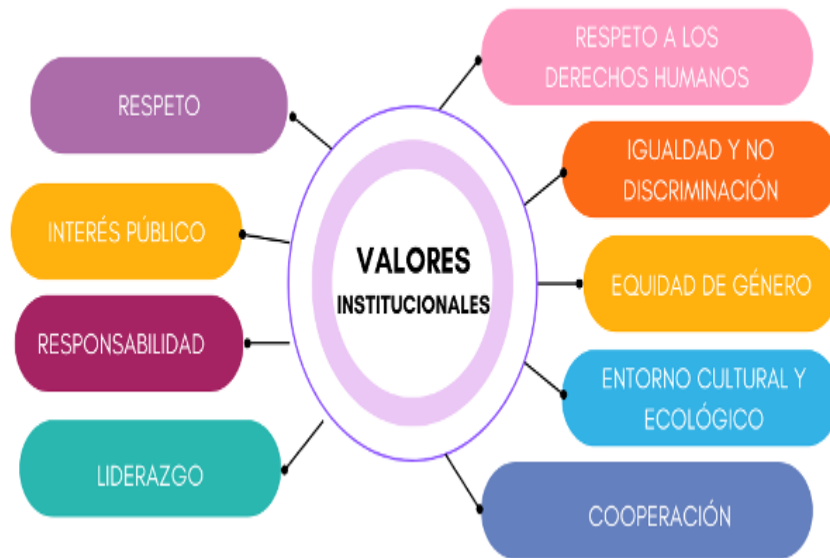 RESPETO
INTERÉS PÚBLICO
RESPONSABILIDAD
LIDERAZGO
VALORES
INSTITUCIONALES
RESPETO A LOS
DERECHOS HUMANOS
IGUALDAD Y NO
DISCRIMINACIÓN
EQUIDAD DE GÉNERO
ENTORNO CULTURAL Y
ECOLÓGICO
COOPERACIÓN